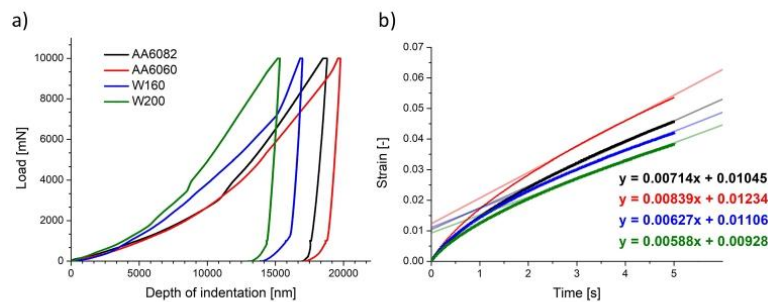 a)
AA6082
AA6060
W160
W200
Load [mN]
10000
8000
6000
4000
2000
0
0 5000 10000 15000 20000
Depth of indentation [nm]
b)
Strain [-]
0.07
0.06
0.05
0.04
0.03
0.02
0.01
0.00
y = 0.00714x + 0.01045
y = 0.00839x + 0.01234
y = 0.00627x + 0.01106
y = 0.00588x + 0.00928
0 1 2 3 4 5
Time [s]